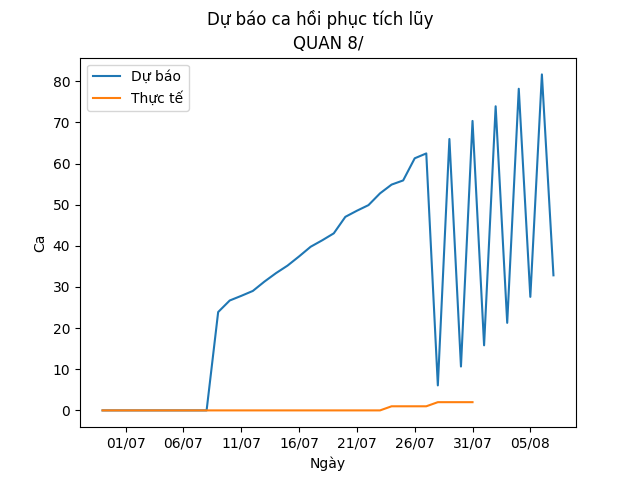 Dự báo ca hồi phục tích lũy
QUAN 8/
Dự báo
Thực tế
80
70
60
50
40
30
20
10
0
Ca
01/07 06/07 11/07 16/07 21/07 26/07 31/07 05/08
Ngày